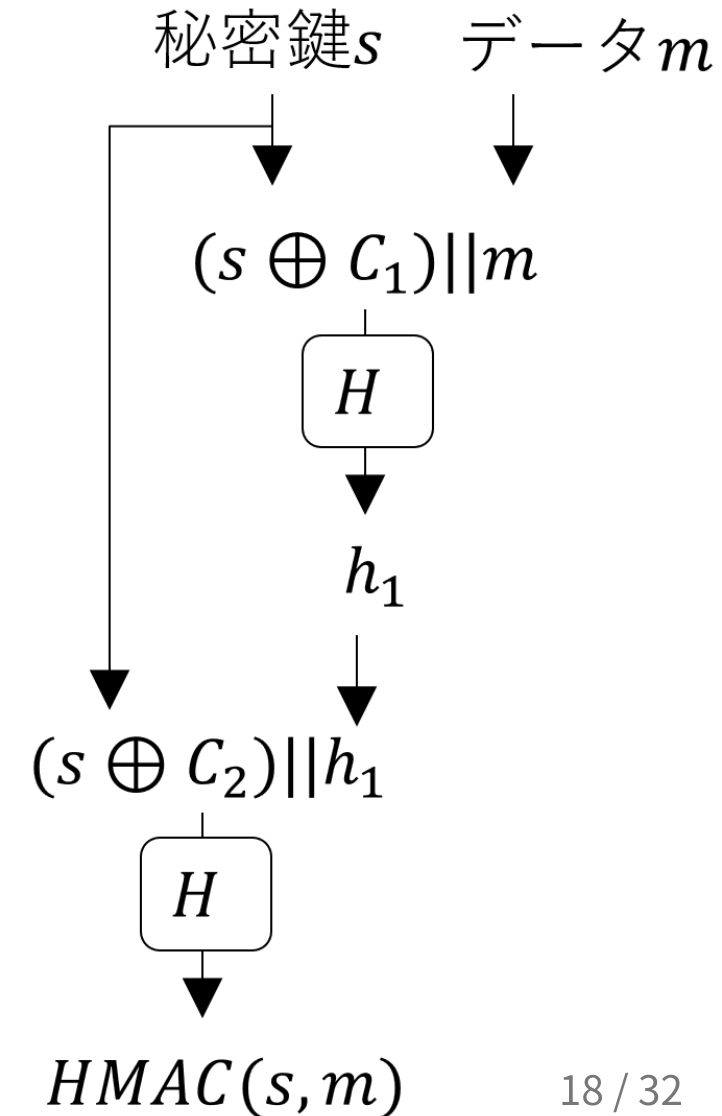 秘密鍵s データm
(s ⊕ C₁)||m
H
h₁
(s ⊕ C₂)||h₁
H
HMAC(s, m)
18 / 32